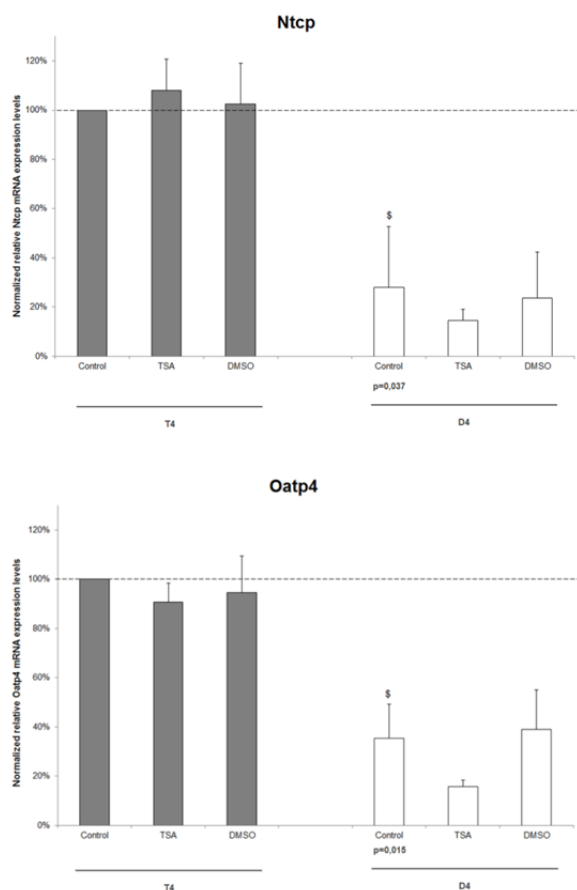 Ntcp
Normalized relative Ntcp mRNA expression levels
120%
100%
80%
60%
40%
20%
0%
$
Control TSA DMSO Control TSA DMSO
p=0,037
T4 D4
Oatp4
Normalized relative Oatp4 mRNA expression levels
120%
100%
80%
60%
40%
20%
0%
$
Control TSA DMSO Control TSA DMSO
p=0,015
T4 D4